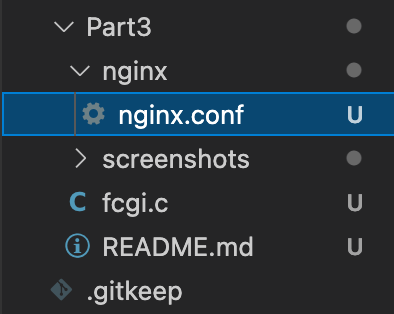 Part3
nginx
nginx.conf U
screenshots
C fcgi.c U
README.md U
.gitkeep